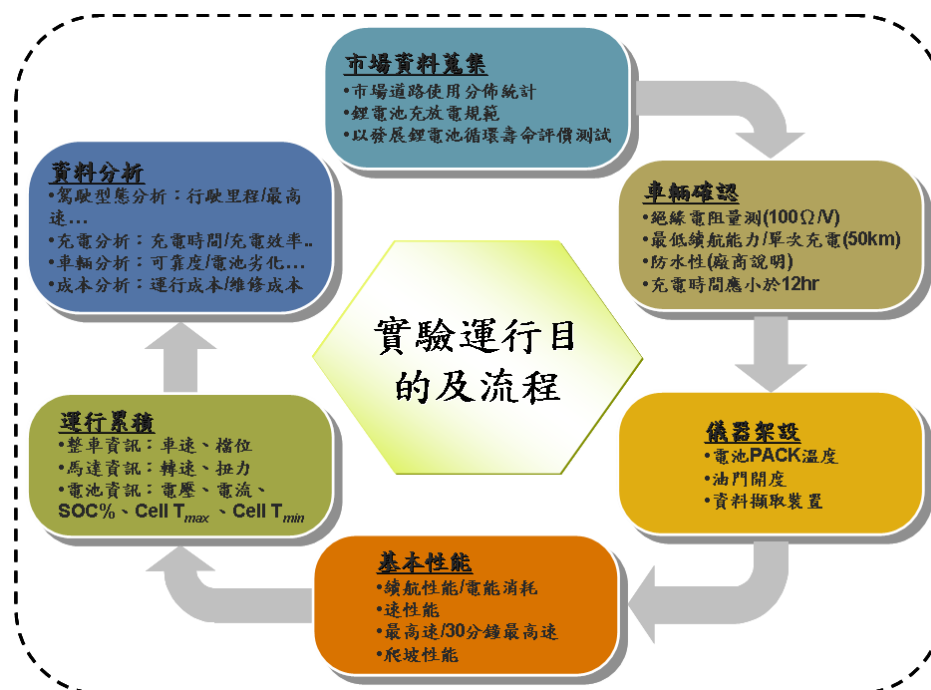 市場資料蒐集
•市場道路使用分佈統計
•鋰電池充放電規範
•以發展鋰電池循環壽命評價測試
車輛確認
•絕緣電阻量測(100Ω/V)
•最低續航能力/單次充電(50km)
•防水性(廠商說明)
•充電時間應小於12hr
儀器架設
•電池PACK溫度
•油門開度
•資料擷取裝置
基本性能
•續航性能/電能消耗
•速性能
•最高速/30分鐘最高速
•爬坡性能
運行累積
•整車資訊：車速、檔位
•馬達資訊：轉速、扭力
•電池資訊：電壓、電流、
SOC%、Cell Tmax、Cell Tmin
資料分析
•駕駛型態分析：行駛里程/最高
速…
•充電分析：充電時間/充電效率..
•車輛分析：可靠度/電池劣化…
•成本分析：運行成本/維修成本
實驗運行目
的及流程